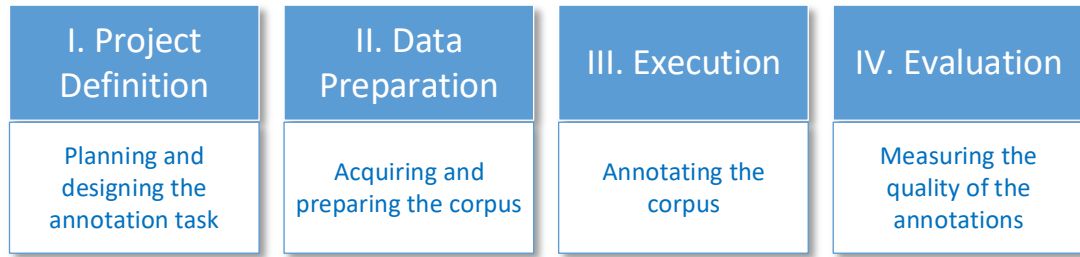 I. Project
Definition
Planning and
designing the
annotation task
II. Data
Preparation
Acquiring and
preparing the corpus
III. Execution
Annotating the
corpus
IV. Evaluation
Measuring the
quality of the
annotations